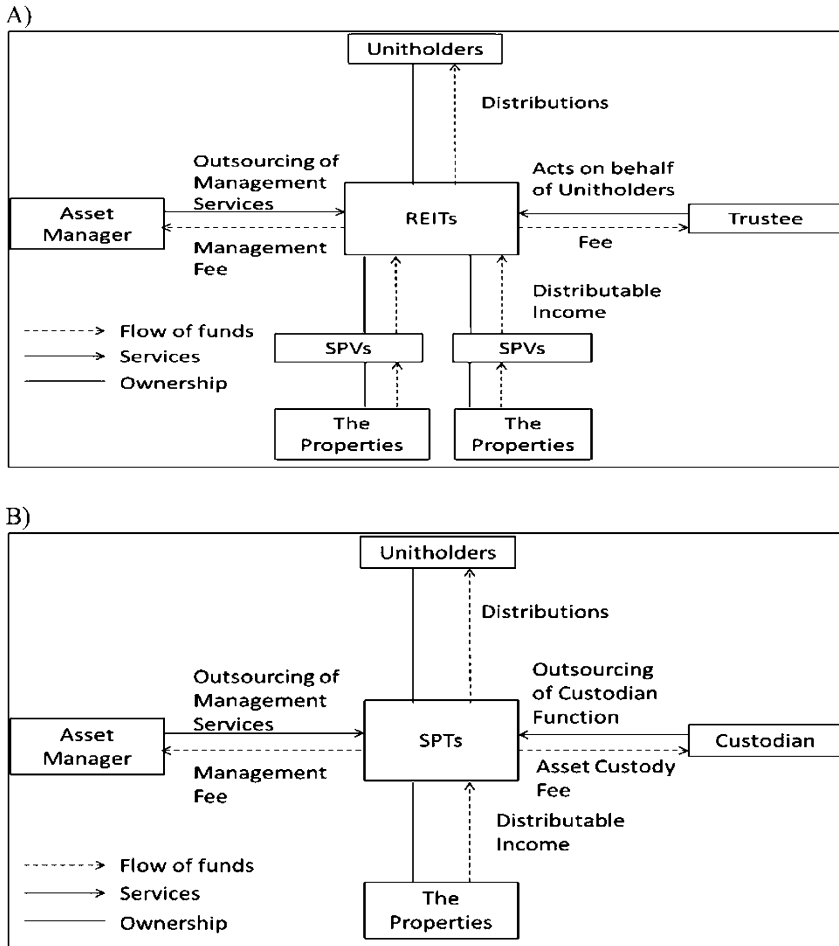 A)
Unitholders
Distributions
Outsourcing of
Management
Services
Acts on behalf
of Unitholders
Asset
Manager
REITs
Trustee
Management
Fee
Fee
Distributable
Income
Flow of funds
Services
Ownership
SPVs
SPVs
The
Properties
The
Properties
B)
Unitholders
Distributions
Outsourcing of
Management
Services
Outsourcing
of Custodian
Function
Asset
Manager
SPTs
Custodian
Management
Fee
Asset Custody
Fee
Distributable
Income
Flow of funds
Services
Ownership
The
Properties